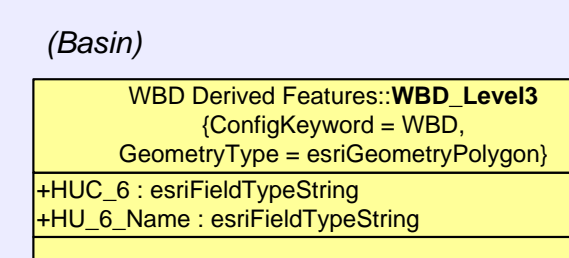 (Basin)
WBD Derived Features::WBD_Level3
{ConfigKeyword = WBD,
GeometryType = esriGeometryPolygon}
+HUC_6 : esriFieldTypeString
+HU_6_Name : esriFieldTypeString